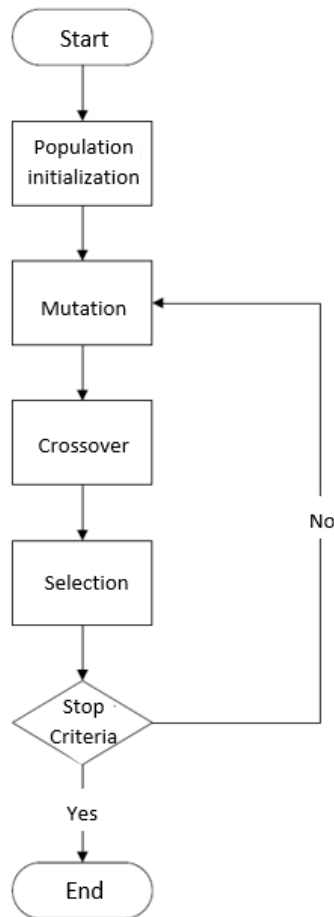 Start
Population
initialization
Mutation
Crossover
Selection
No
Stop
Criteria
Yes
End